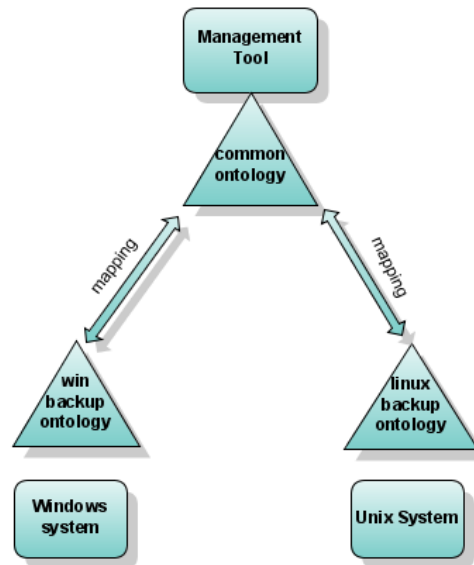 Management
Tool
common
ontology
mapping
mapping
win
backup
ontology
linux
backup
ontology
Windows
system
Unix System